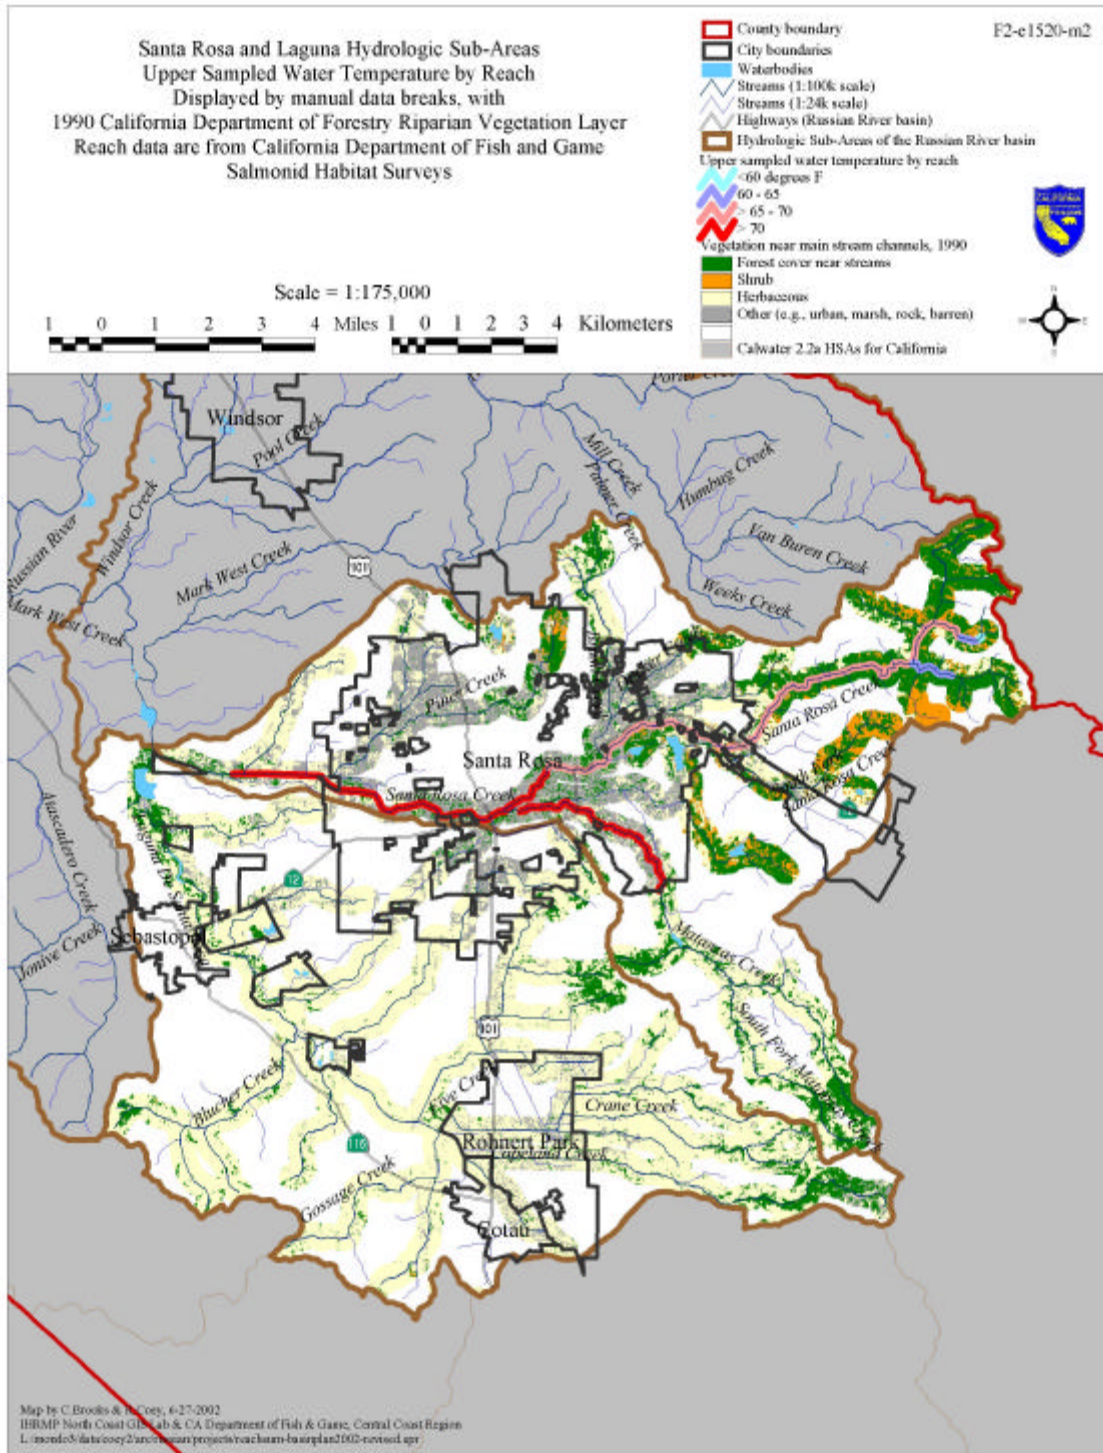 Santa Rosa and Laguna Hydrologic Sub-Areas
Upper Sampled Water Temperature by Reach
Displayed by manual data breaks, with
1990 California Department of Forestry Riparian Vegetation Layer
Reach data are from California Department of Fish and Game
Salmonid Habitat Surveys
Scale = 1:175,000
1 0 1 2 3 4 Miles
1 0 1 2 3 4 Kilometers
F2-e1520-m2
County boundary
City boundaries
Waterbodies
Streams (1:100k scale)
Streams (1:24k scale)
Highways (Russian River basin)
Hydrologic Sub-Areas of the Russian River basin
Upper sampled water temperature by reach
<60 degrees F
60 - 65
> 65 - 70
> 70
Vegetation near main stream channels, 1990
Forest cover near streams
Shrub
Herbaceous
Other (e.g., urban, marsh, rock, barren)
Calwater 2.2a HSAs for California
CALIFORNIA
N
W
E
S
Windsor
Pool Creek
Mill Creek
Palmer Creek
Humbug Creek
Van Buren Creek
Weeks Creek
Russian River
Windsor Creek
Mark West Creek
Mark West Creek
101
Piner Creek
Santa Rosa
Santa Rosa Creek
Santa Rosa Creek
Santa Rosa Creek
12
Atascadero Creek
Laguna De Santa
12
Sebastopol
Jonive Creek
Matanzas Creek
South Fork
101
Blucher Creek
Five Creek
Crane Creek
Rohnert Park
Copeland Creek
116
Gossage Creek
Cotati
Map by C.Brooks & R.Coey, 6-27-2002
IHRMP North Coast GIS Lab & CA Department of Fish & Game, Central Coast Region